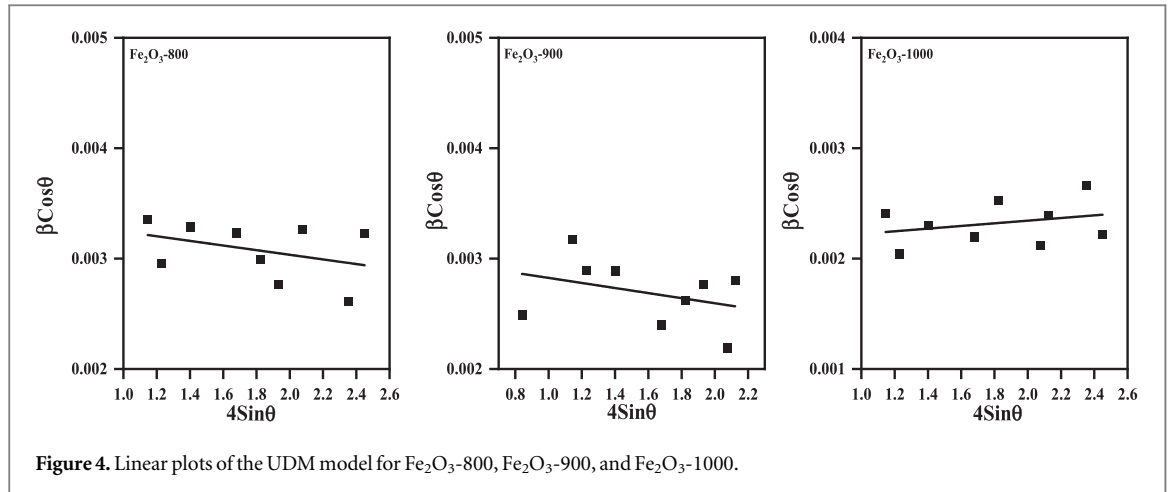 Fe₂O₃-800
0.005
0.004
0.003
0.002
βCosθ
1.0 1.2 1.4 1.6 1.8 2.0 2.2 2.4 2.6
4Sinθ
Fe₂O₃-900
0.005
0.004
0.003
0.002
βCosθ
0.8 1.0 1.2 1.4 1.6 1.8 2.0 2.2
4Sinθ
Fe₂O₃-1000
0.004
0.003
0.002
0.001
βCosθ
1.0 1.2 1.4 1.6 1.8 2.0 2.2 2.4 2.6
4Sinθ
Figure 4. Linear plots of the UDM model for Fe₂O₃-800, Fe₂O₃-900, and Fe₂O₃-1000.